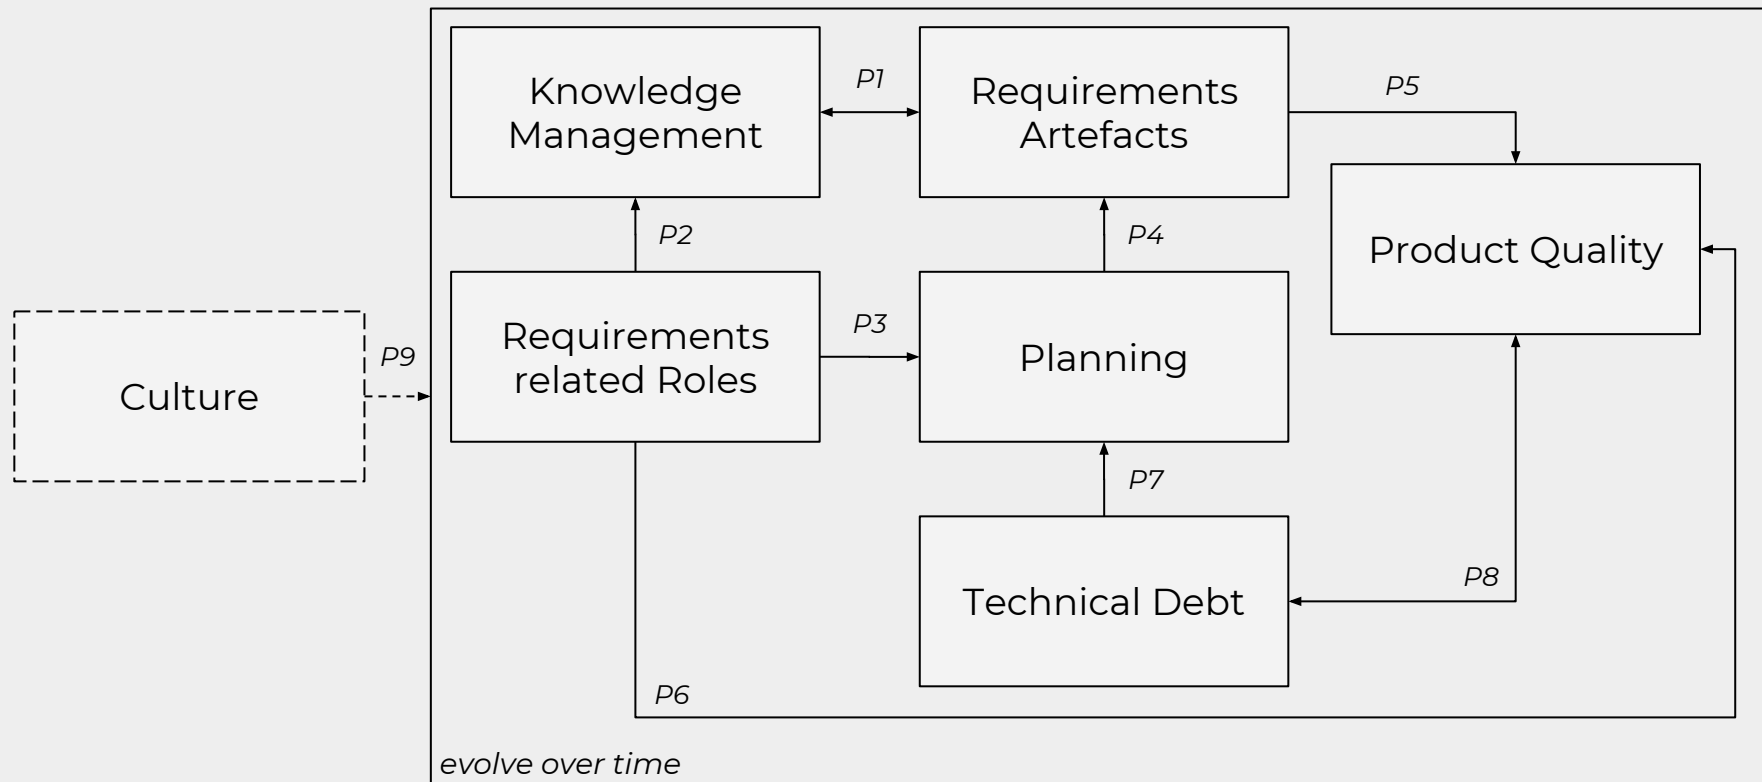 Knowledge
Management
P1
Requirements
Artefacts
P5
P2
P4
Product Quality
Requirements
related Roles
P3
Planning
P9
Culture
P7
Technical Debt
P8
P6
evolve over time